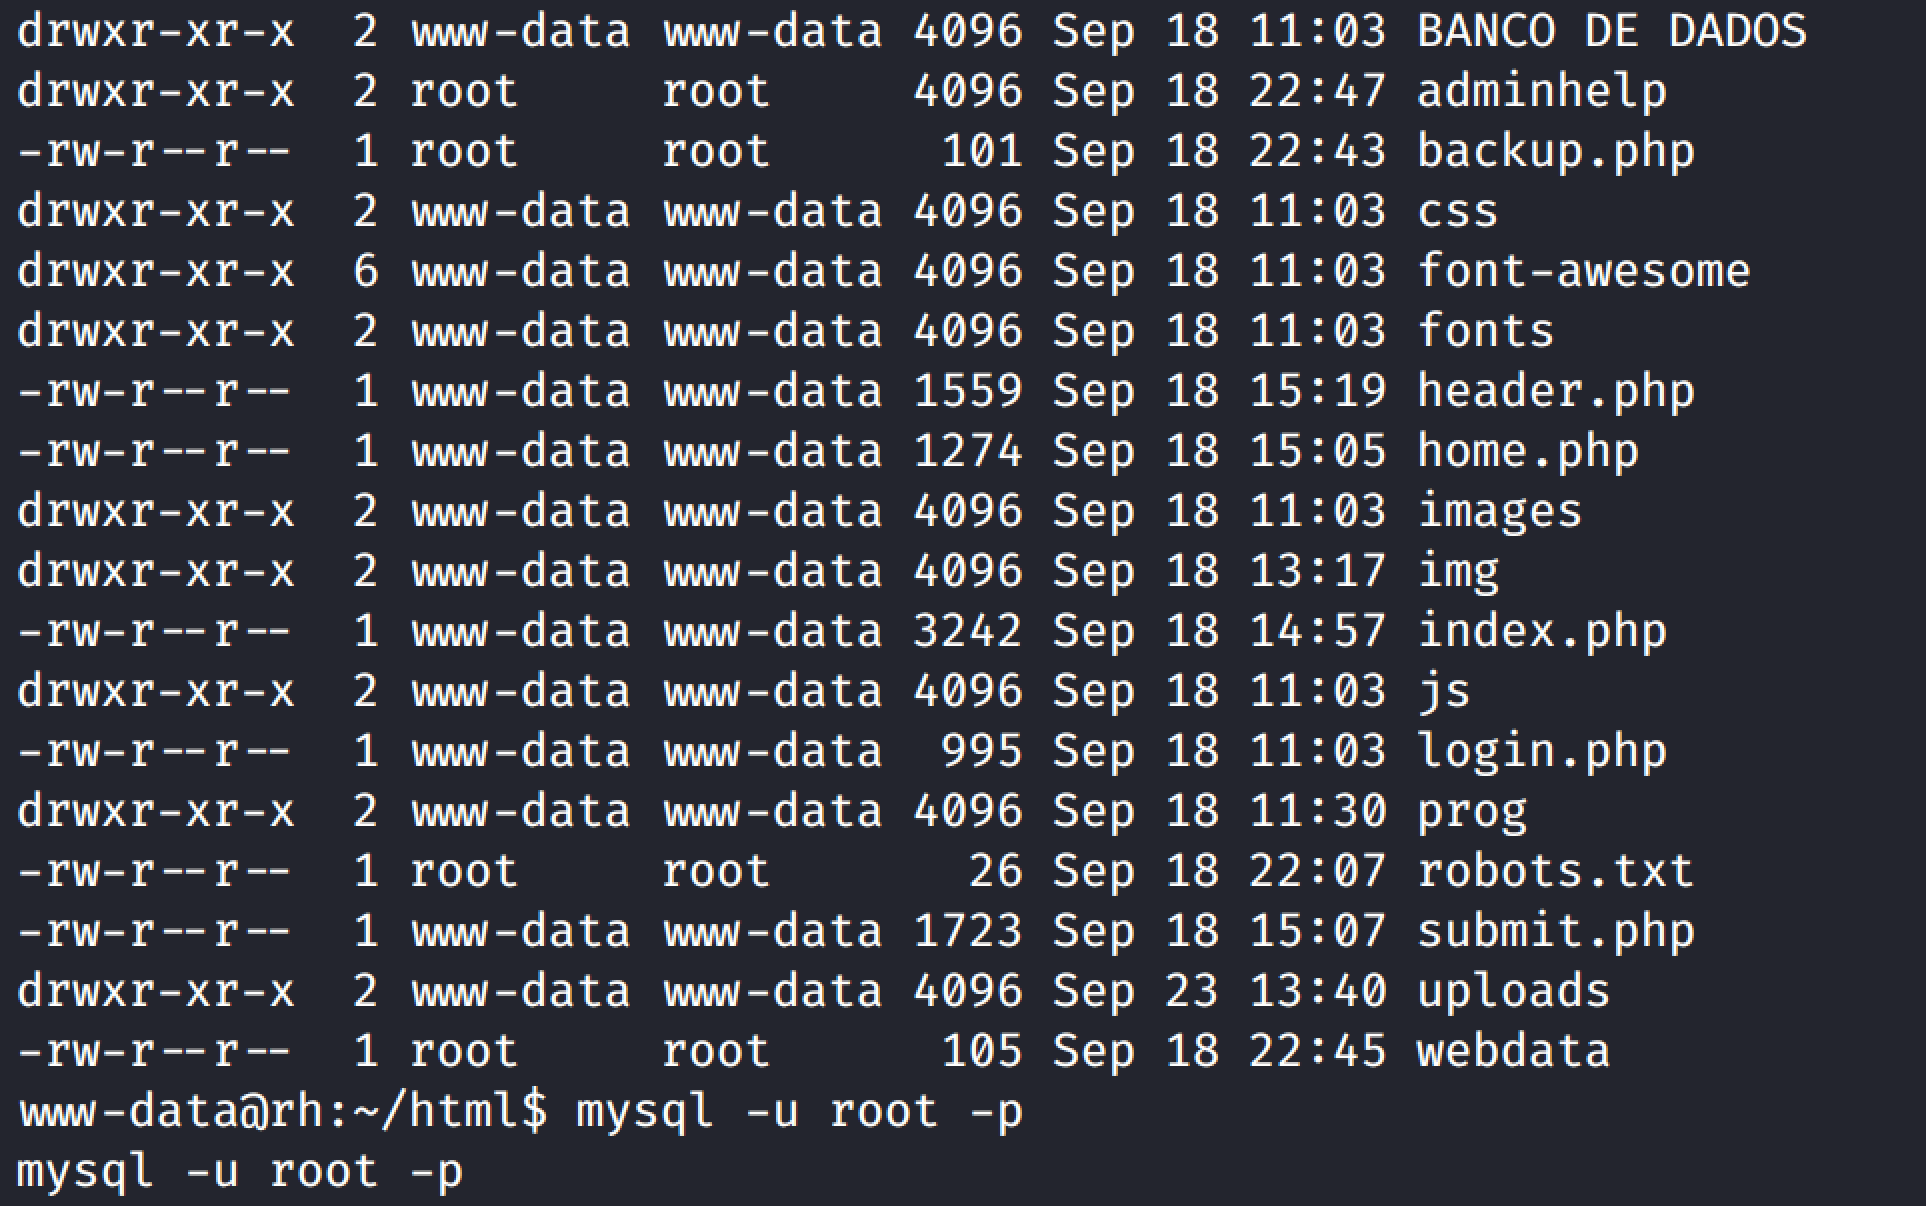 drwxr-xr-x  2 www-data www-data 4096 Sep 18 11:03 BANCO DE DADOS
drwxr-xr-x  2 root     root     4096 Sep 18 22:47 adminhelp
-rw-r--r--  1 root     root      101 Sep 18 22:43 backup.php
drwxr-xr-x  2 www-data www-data 4096 Sep 18 11:03 css
drwxr-xr-x  6 www-data www-data 4096 Sep 18 11:03 font-awesome
drwxr-xr-x  2 www-data www-data 4096 Sep 18 11:03 fonts
-rw-r--r--  1 www-data www-data 1559 Sep 18 15:19 header.php
-rw-r--r--  1 www-data www-data 1274 Sep 18 15:05 home.php
drwxr-xr-x  2 www-data www-data 4096 Sep 18 11:03 images
drwxr-xr-x  2 www-data www-data 4096 Sep 18 13:17 img
-rw-r--r--  1 www-data www-data 3242 Sep 18 14:57 index.php
drwxr-xr-x  2 www-data www-data 4096 Sep 18 11:03 js
-rw-r--r--  1 www-data www-data  995 Sep 18 11:03 login.php
drwxr-xr-x  2 www-data www-data 4096 Sep 18 11:30 prog
-rw-r--r--  1 root     root       26 Sep 18 22:07 robots.txt
-rw-r--r--  1 www-data www-data 1723 Sep 18 15:07 submit.php
drwxr-xr-x  2 www-data www-data 4096 Sep 23 13:40 uploads
-rw-r--r--  1 root     root      105 Sep 18 22:45 webdata
www-data@rh:~/html$ mysql -u root -p
mysql -u root -p